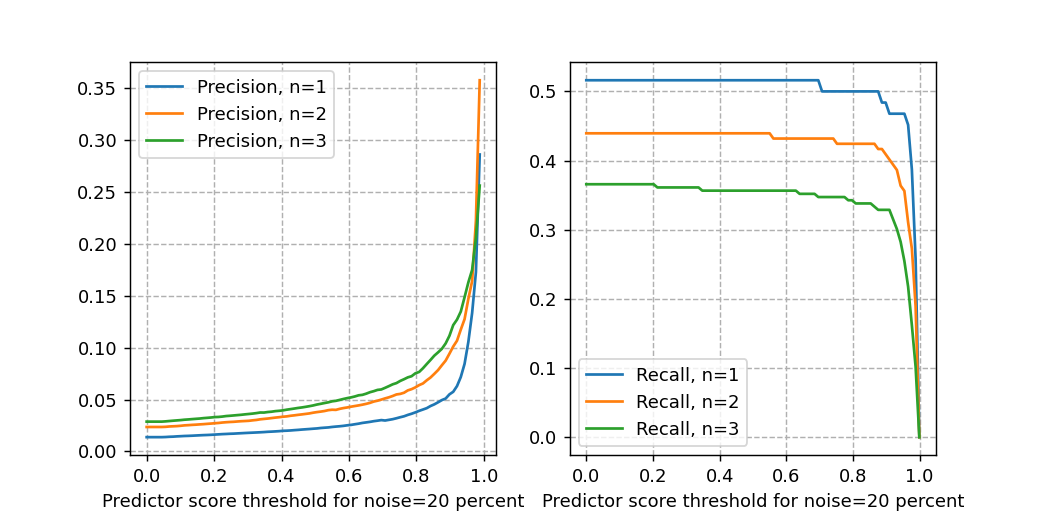 Precision, n=1
Precision, n=2
Precision, n=3
0.35
0.30
0.25
0.20
0.15
0.10
0.05
0.00
0.0 0.2 0.4 0.6 0.8 1.0
Predictor score threshold for noise=20 percent
0.5
0.4
0.3
0.2
0.1
0.0
Recall, n=1
Recall, n=2
Recall, n=3
0.0 0.2 0.4 0.6 0.8 1.0
Predictor score threshold for noise=20 percent